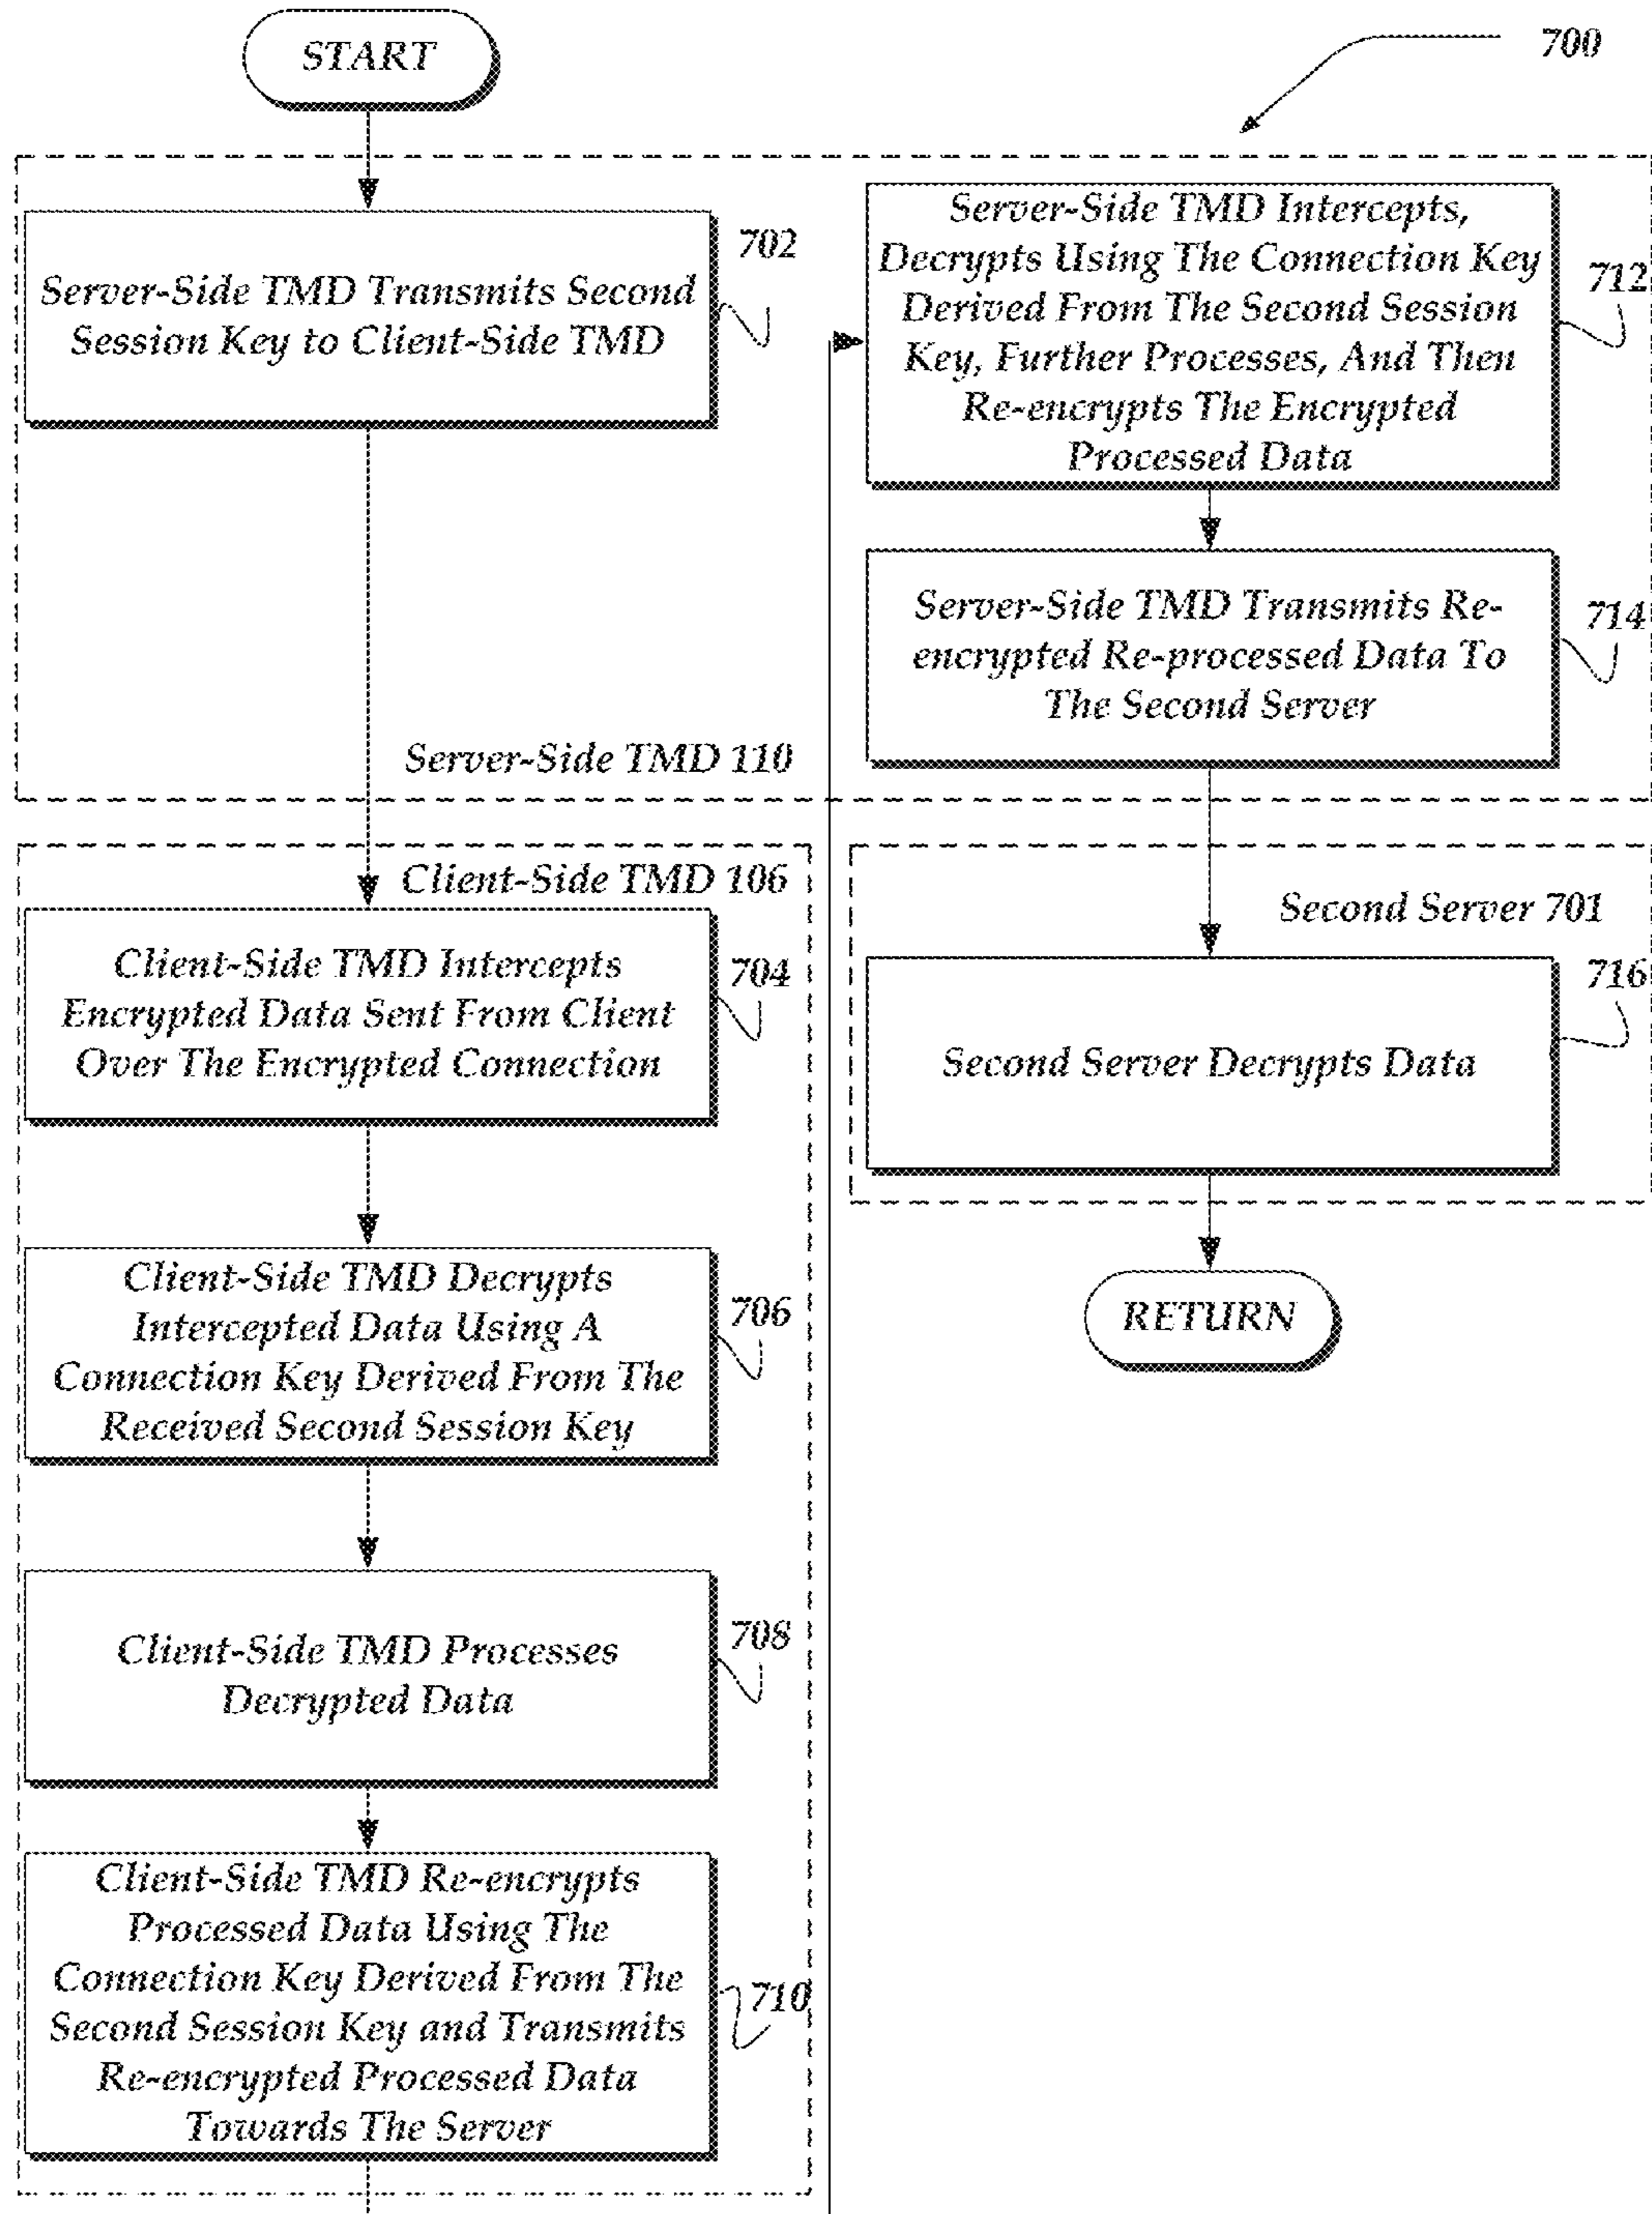 START
700
Server-Side TMD Transmits Second
Session Key to Client-Side TMD
702
Server-Side TMD 110
Client-Side TMD 106
Client-Side TMD Intercepts
Encrypted Data Sent From Client
Over The Encrypted Connection
704
Client-Side TMD Decrypts
Intercepted Data Using A
Connection Key Derived From The
Received Second Session Key
706
Client-Side TMD Processes
Decrypted Data
708
Client-Side TMD Re-encrypts
Processed Data Using The
Connection Key Derived From The
Second Session Key and Transmits
Re-encrypted Processed Data
Towards The Server
710
Server-Side TMD Intercepts,
Decrypts Using The Connection Key
Derived From The Second Session
Key, Further Processes, And Then
Re-encrypts The Encrypted
Processed Data
712
Server-Side TMD Transmits Re-
encrypted Re-processed Data To
The Second Server
714
Second Server 701
Second Server Decrypts Data
716
RETURN